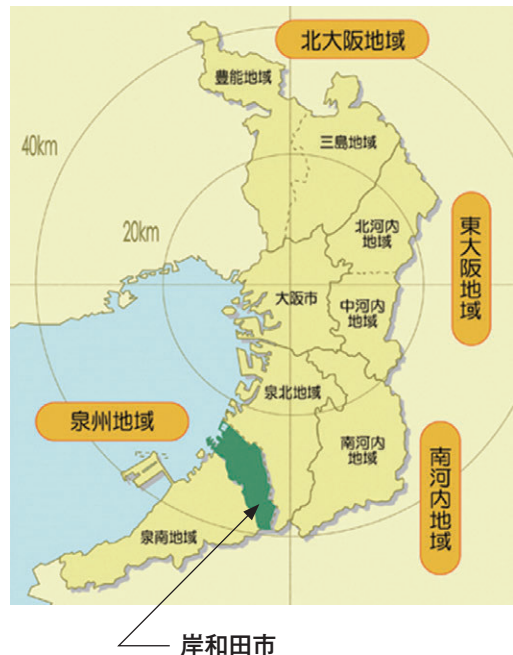 北大阪地域
豊能地域
40km
三島地域
20km
北河内
地域
東大阪地域
大阪市
中河内
地域
泉北地域
泉州地域
南河内
地域
南河内地域
泉南地域
岸和田市